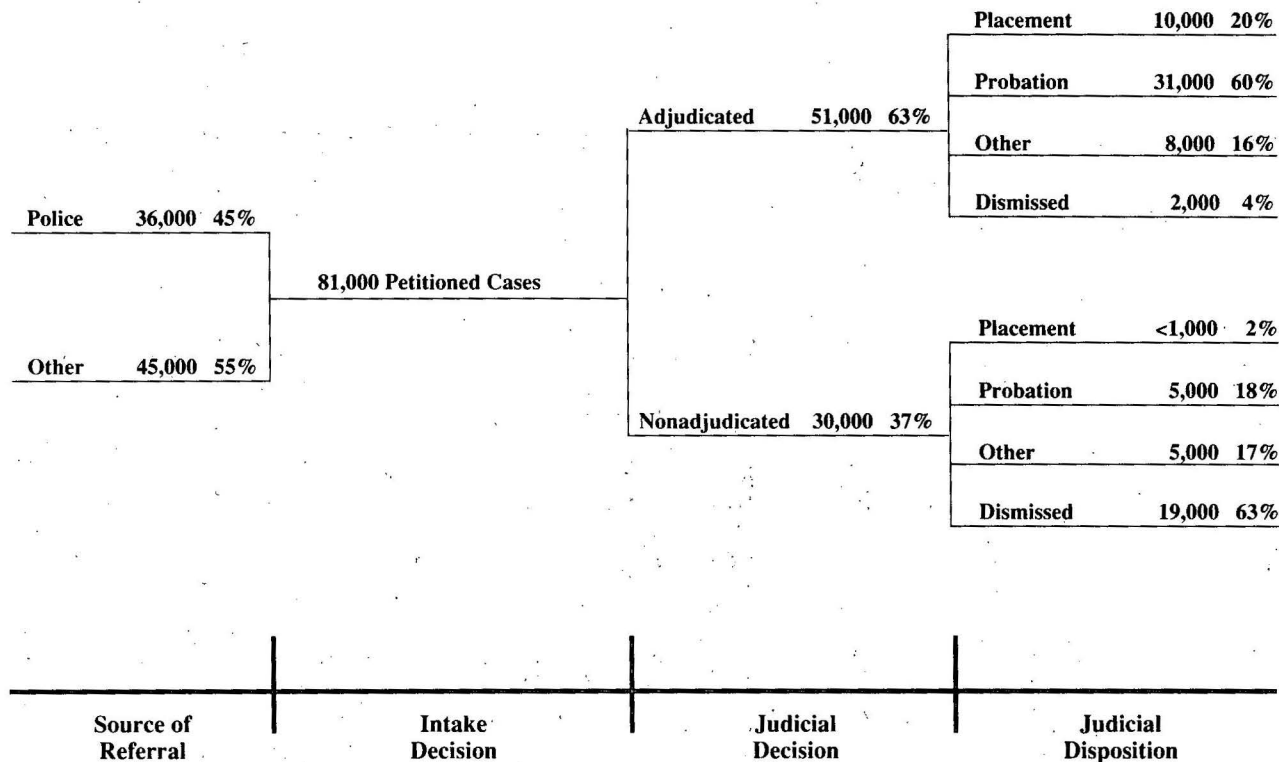 Placement 10,000 20%
Probation 31,000 60%
Adjudicated 51,000 63%
Other 8,000 16%
Dismissed 2,000 4%
Police 36,000 45%
81,000 Petitioned Cases
Other 45,000 55%
Placement <1,000 2%
Probation 5,000 18%
Nonadjudicated 30,000 37%
Other 5,000 17%
Dismissed 19,000 63%
Source of
Referral
Intake
Decision
Judicial
Decision
Judicial
Disposition